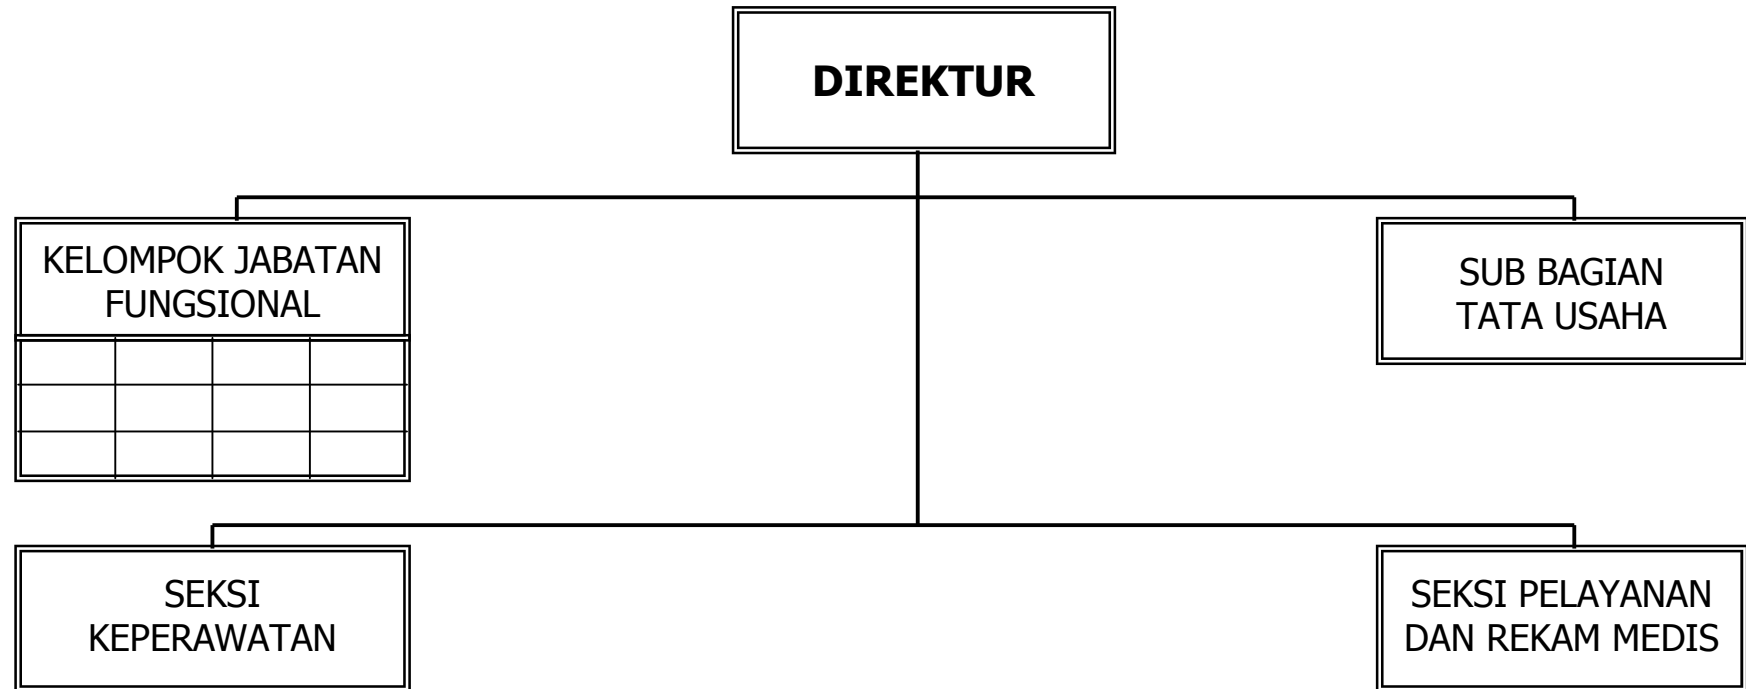 DIREKTUR
KELOMPOK JABATAN
FUNGSIONAL
SUB BAGIAN
TATA USAHA
SEKSI
KEPERAWATAN
SEKSI PELAYANAN
DAN REKAM MEDIS